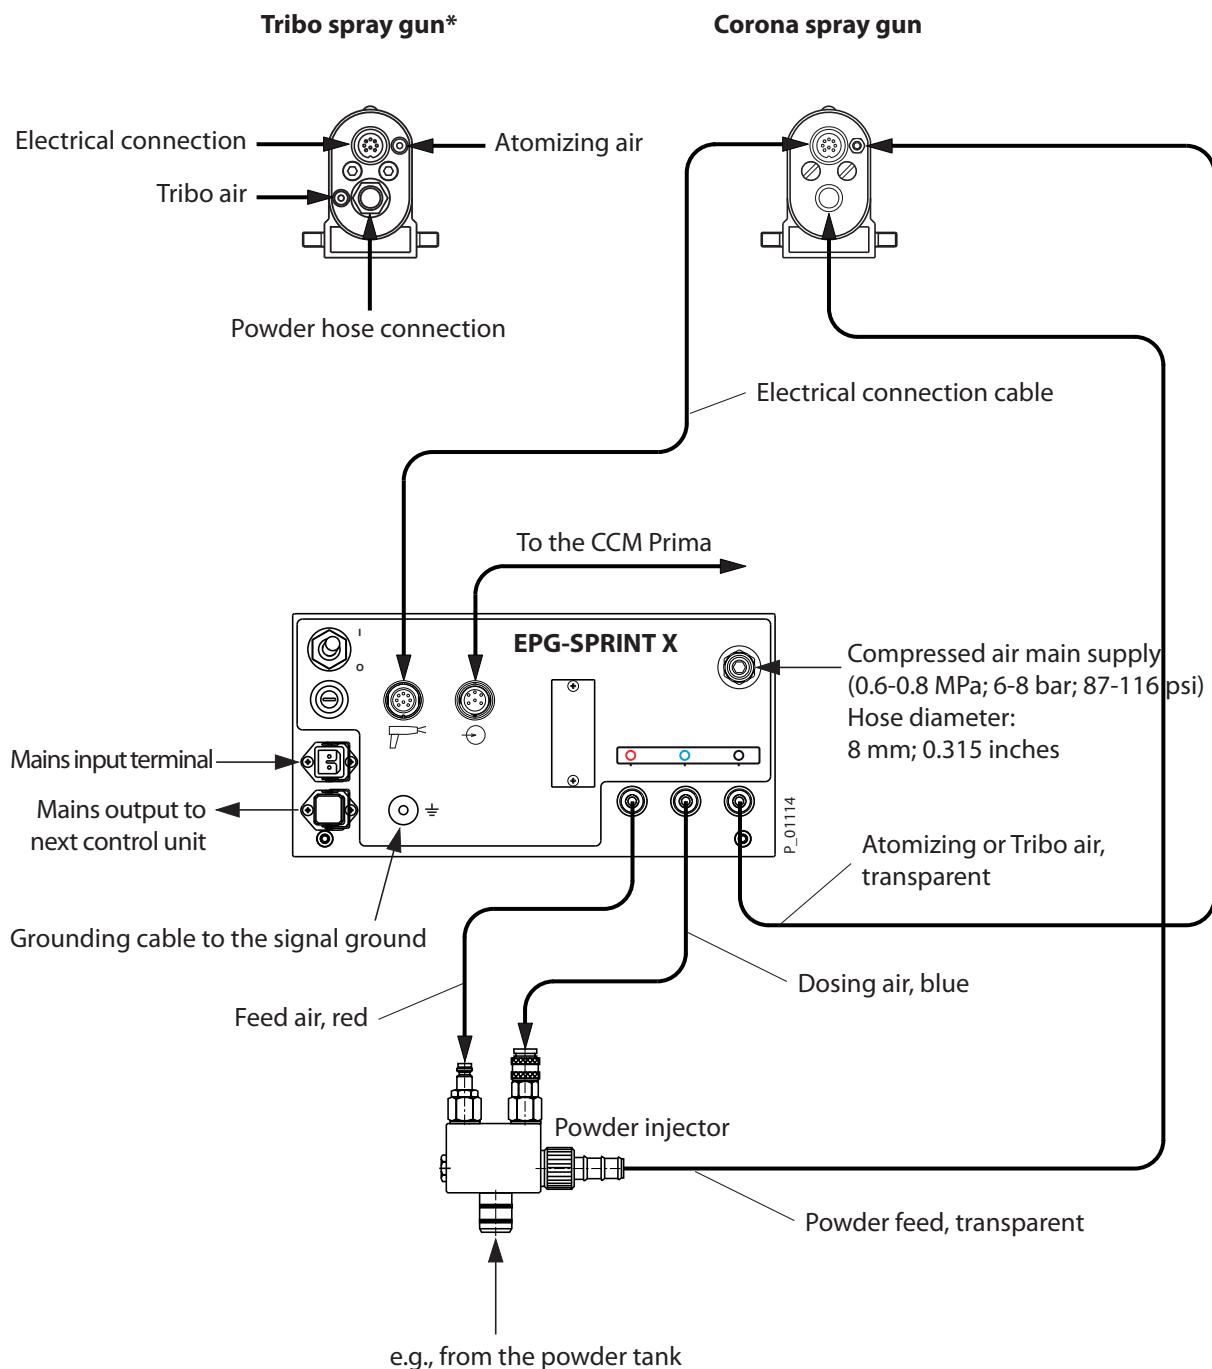 Tribo spray gun*
Corona spray gun
Electrical connection
Atomizing air
Tribo air
Powder hose connection
Electrical connection cable
To the CCM Prima
I
O
EPG-SPRINT X
Compressed air main supply
(0.6-0.8 MPa; 6-8 bar; 87-116 psi)
Hose diameter:
8 mm; 0.315 inches
Mains input terminal
Mains output to
next control unit
P_01114
Atomizing or Tribo air,
transparent
Grounding cable to the signal ground
Dosing air, blue
Feed air, red
Powder injector
Powder feed, transparent
e.g., from the powder tank